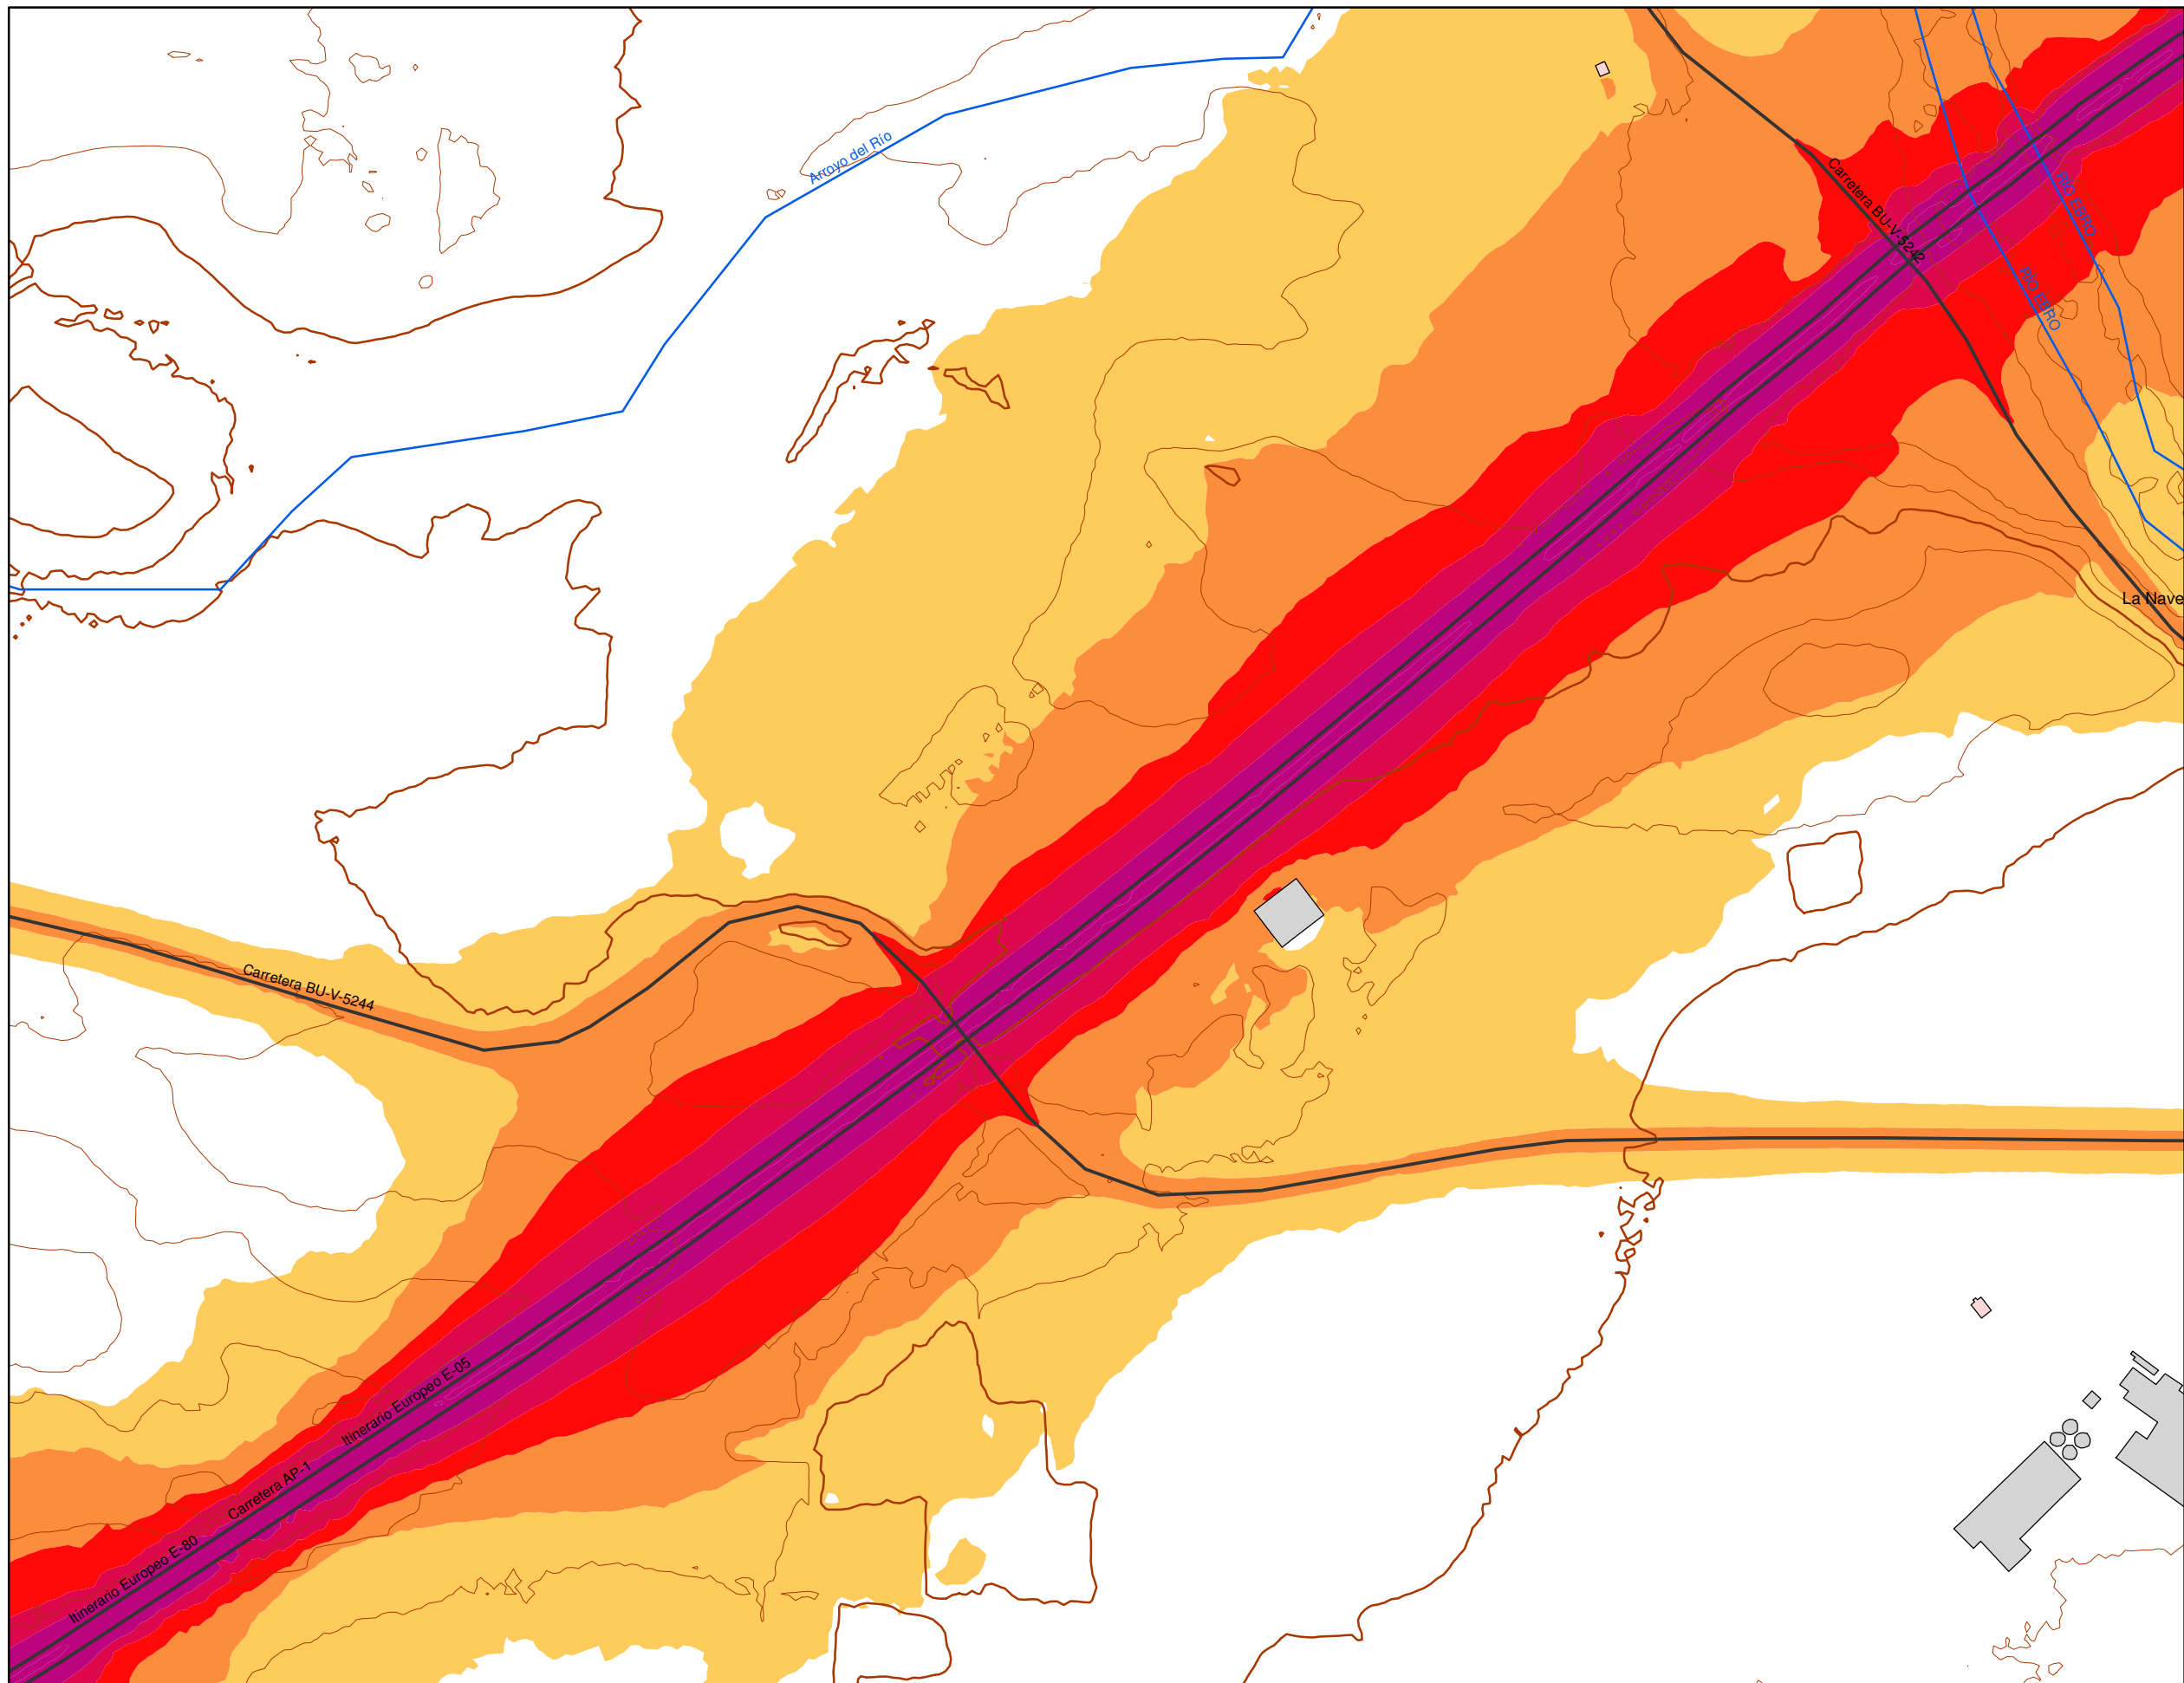 Arroyo del Río
Carretera BU-V-5242
RÍO EBRO
RÍO EBRO
La Nave
Carretera BU-V-5244
Itinerario Europeo E-05
Carretera AP-1
Itinerario Europeo E-80